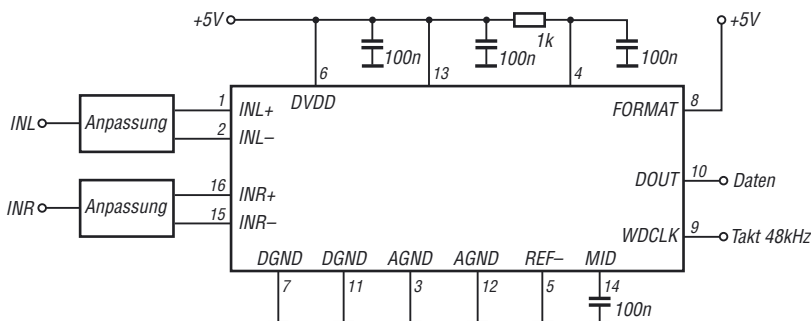 +5V
+5V
1k
100n
100n
100n
6
13
4
DVDD
FORMAT
8
INL
Anpassung
1
INL+
2
INL–
DOUT
10
Daten
INR
Anpassung
16
INR+
15
INR–
WDCLK
9
Takt 48kHz
DGND
DGND
AGND
AGND
REF–
MID
7
11
3
12
5
14
100n